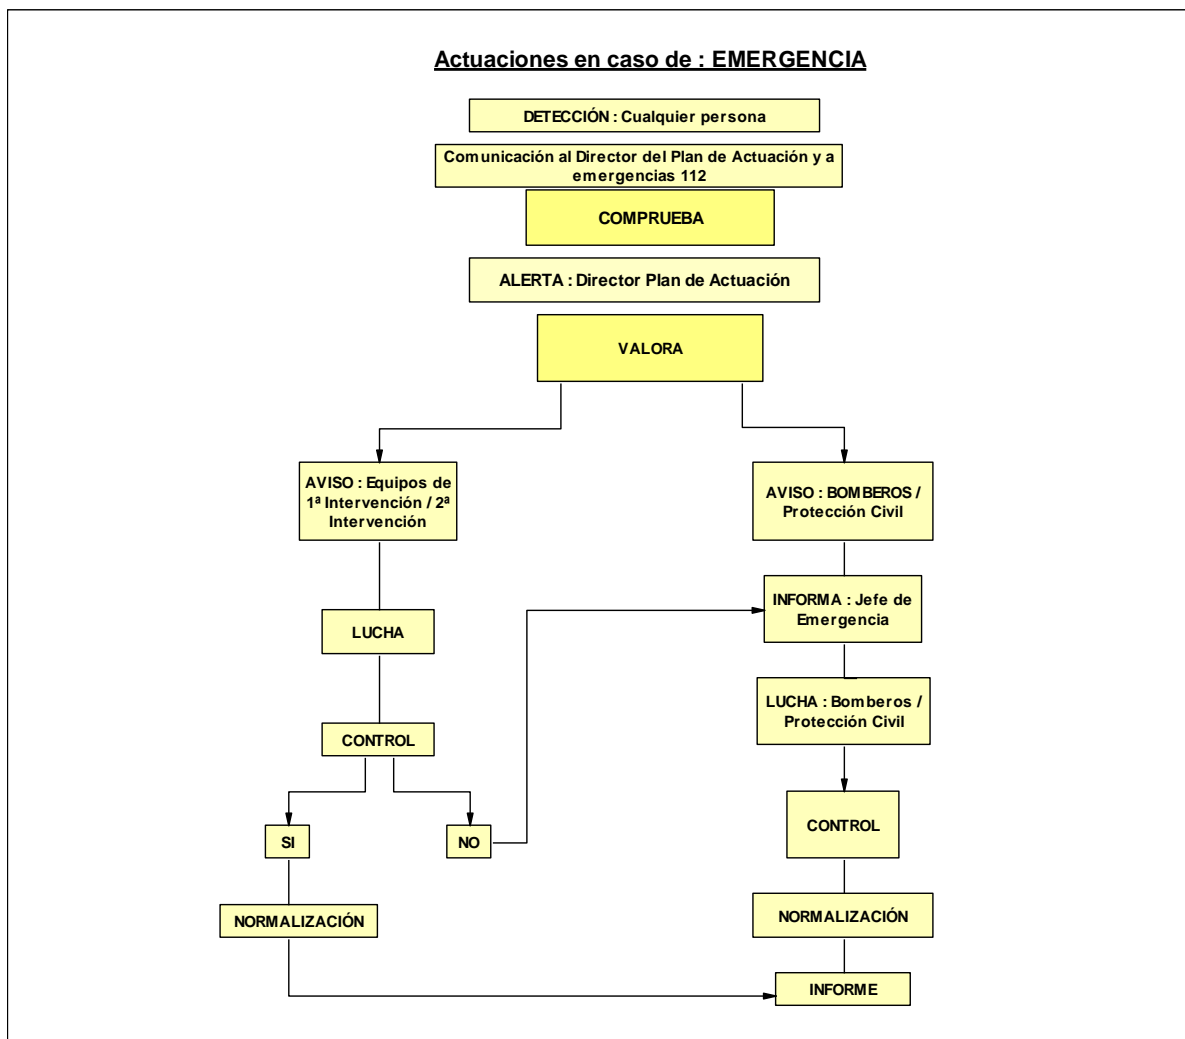 Actuaciones en caso de : EMERGENCIA
DETECCIÓN : Cualquier persona
Comunicación al Director del Plan de Actuación y a
emergencias 112
COMPRUEBA
ALERTA : Director Plan de Actuación
VALORA
AVISO : Equipos de
1ª Intervención / 2ª
Intervención
AVISO : BOMBEROS /
Protección Civil
INFORMA : Jefe de
Emergencia
LUCHA
LUCHA : Bomberos /
Protección Civil
CONTROL
CONTROL
SI
NO
NORMALIZACIÓN
NORMALIZACIÓN
INFORME